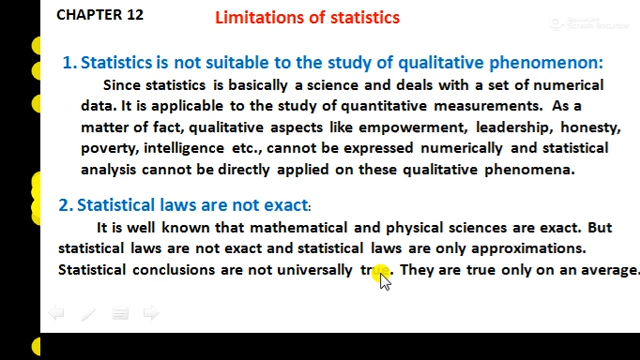 CHAPTER 12
Limitations of statistics
1. Statistics is not suitable to the study of qualitative phenomenon:
Since statistics is basically a science and deals with a set of numerical
data. It is applicable to the study of quantitative measurements. As a
matter of fact, qualitative aspects like empowerment, leadership, honesty,
poverty, intelligence etc., cannot be expressed numerically and statistical
analysis cannot be directly applied on these qualitative phenomena.
2. Statistical laws are not exact:
It is well known that mathematical and physical sciences are exact. But
statistical laws are not exact and statistical laws are only approximations.
Statistical conclusions are not universally true. They are true only on an average.